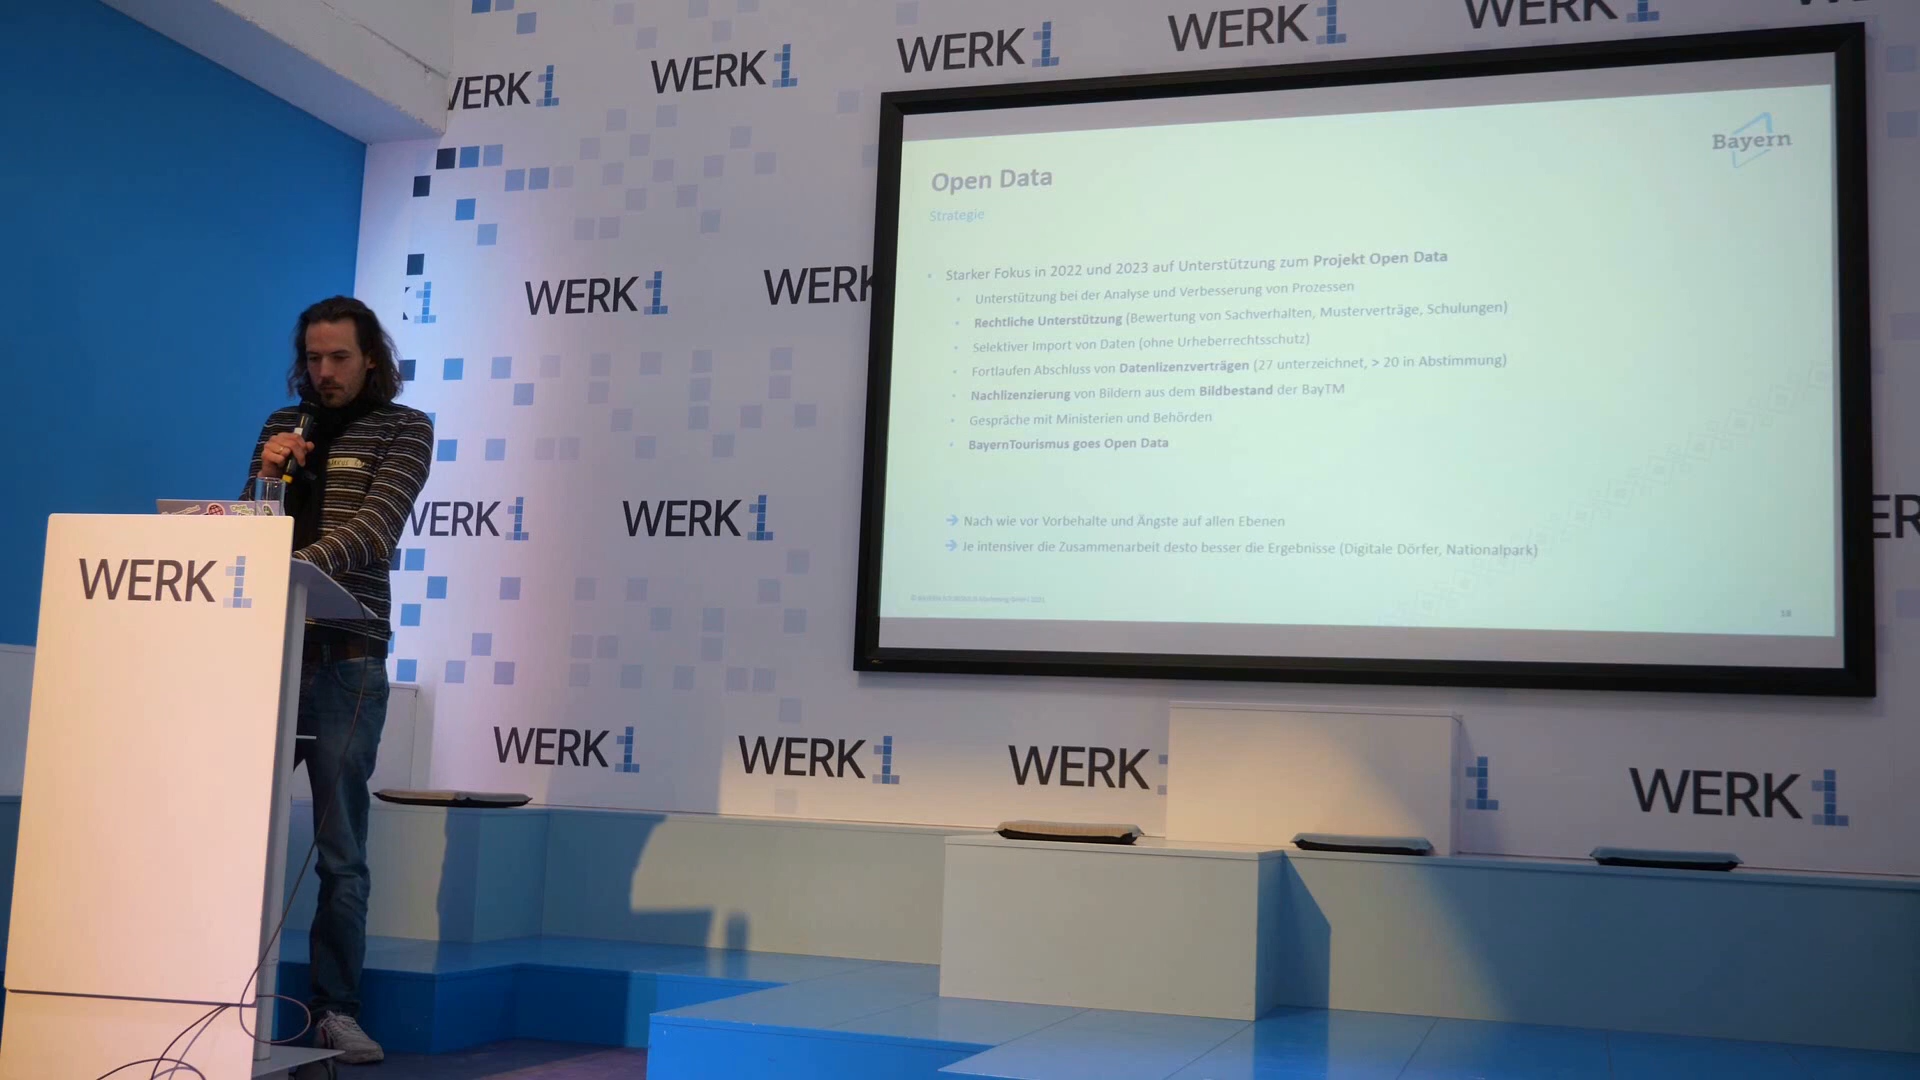 WERK1
WERK1
WERK1
WERK1
WERK
Bayern
Open Data
Strategie
• Starker Fokus in 2022 und 2023 auf Unterstützung zum Projekt Open Data
• Unterstützung bei der Analyse und Verbesserung von Prozessen
• Rechtliche Unterstützung (Bewertung von Sachverhalten, Musterverträge, Schulungen)
• Selektiver Import von Daten (ohne Urheberrechtsschutz)
• Fortlaufen Abschluss von Datenlizenzverträgen (27 unterzeichnet, > 20 in Abstimmung)
• Nachlizenzierung von Bildern aus dem Bildbestand der BayTM
• Gespräche mit Ministerien und Behörden
• BayernTourismus goes Open Data
→ Nach wie vor Vorbehalte und Ängste auf allen Ebenen
→ Je intensiver die Zusammenarbeit desto besser die Ergebnisse (Digitale Dörfer, Nationalpark)
18
WERK1
WERK
WERK1
WERK1
WERK1
WERK1
WERK1
WERK
WERK1